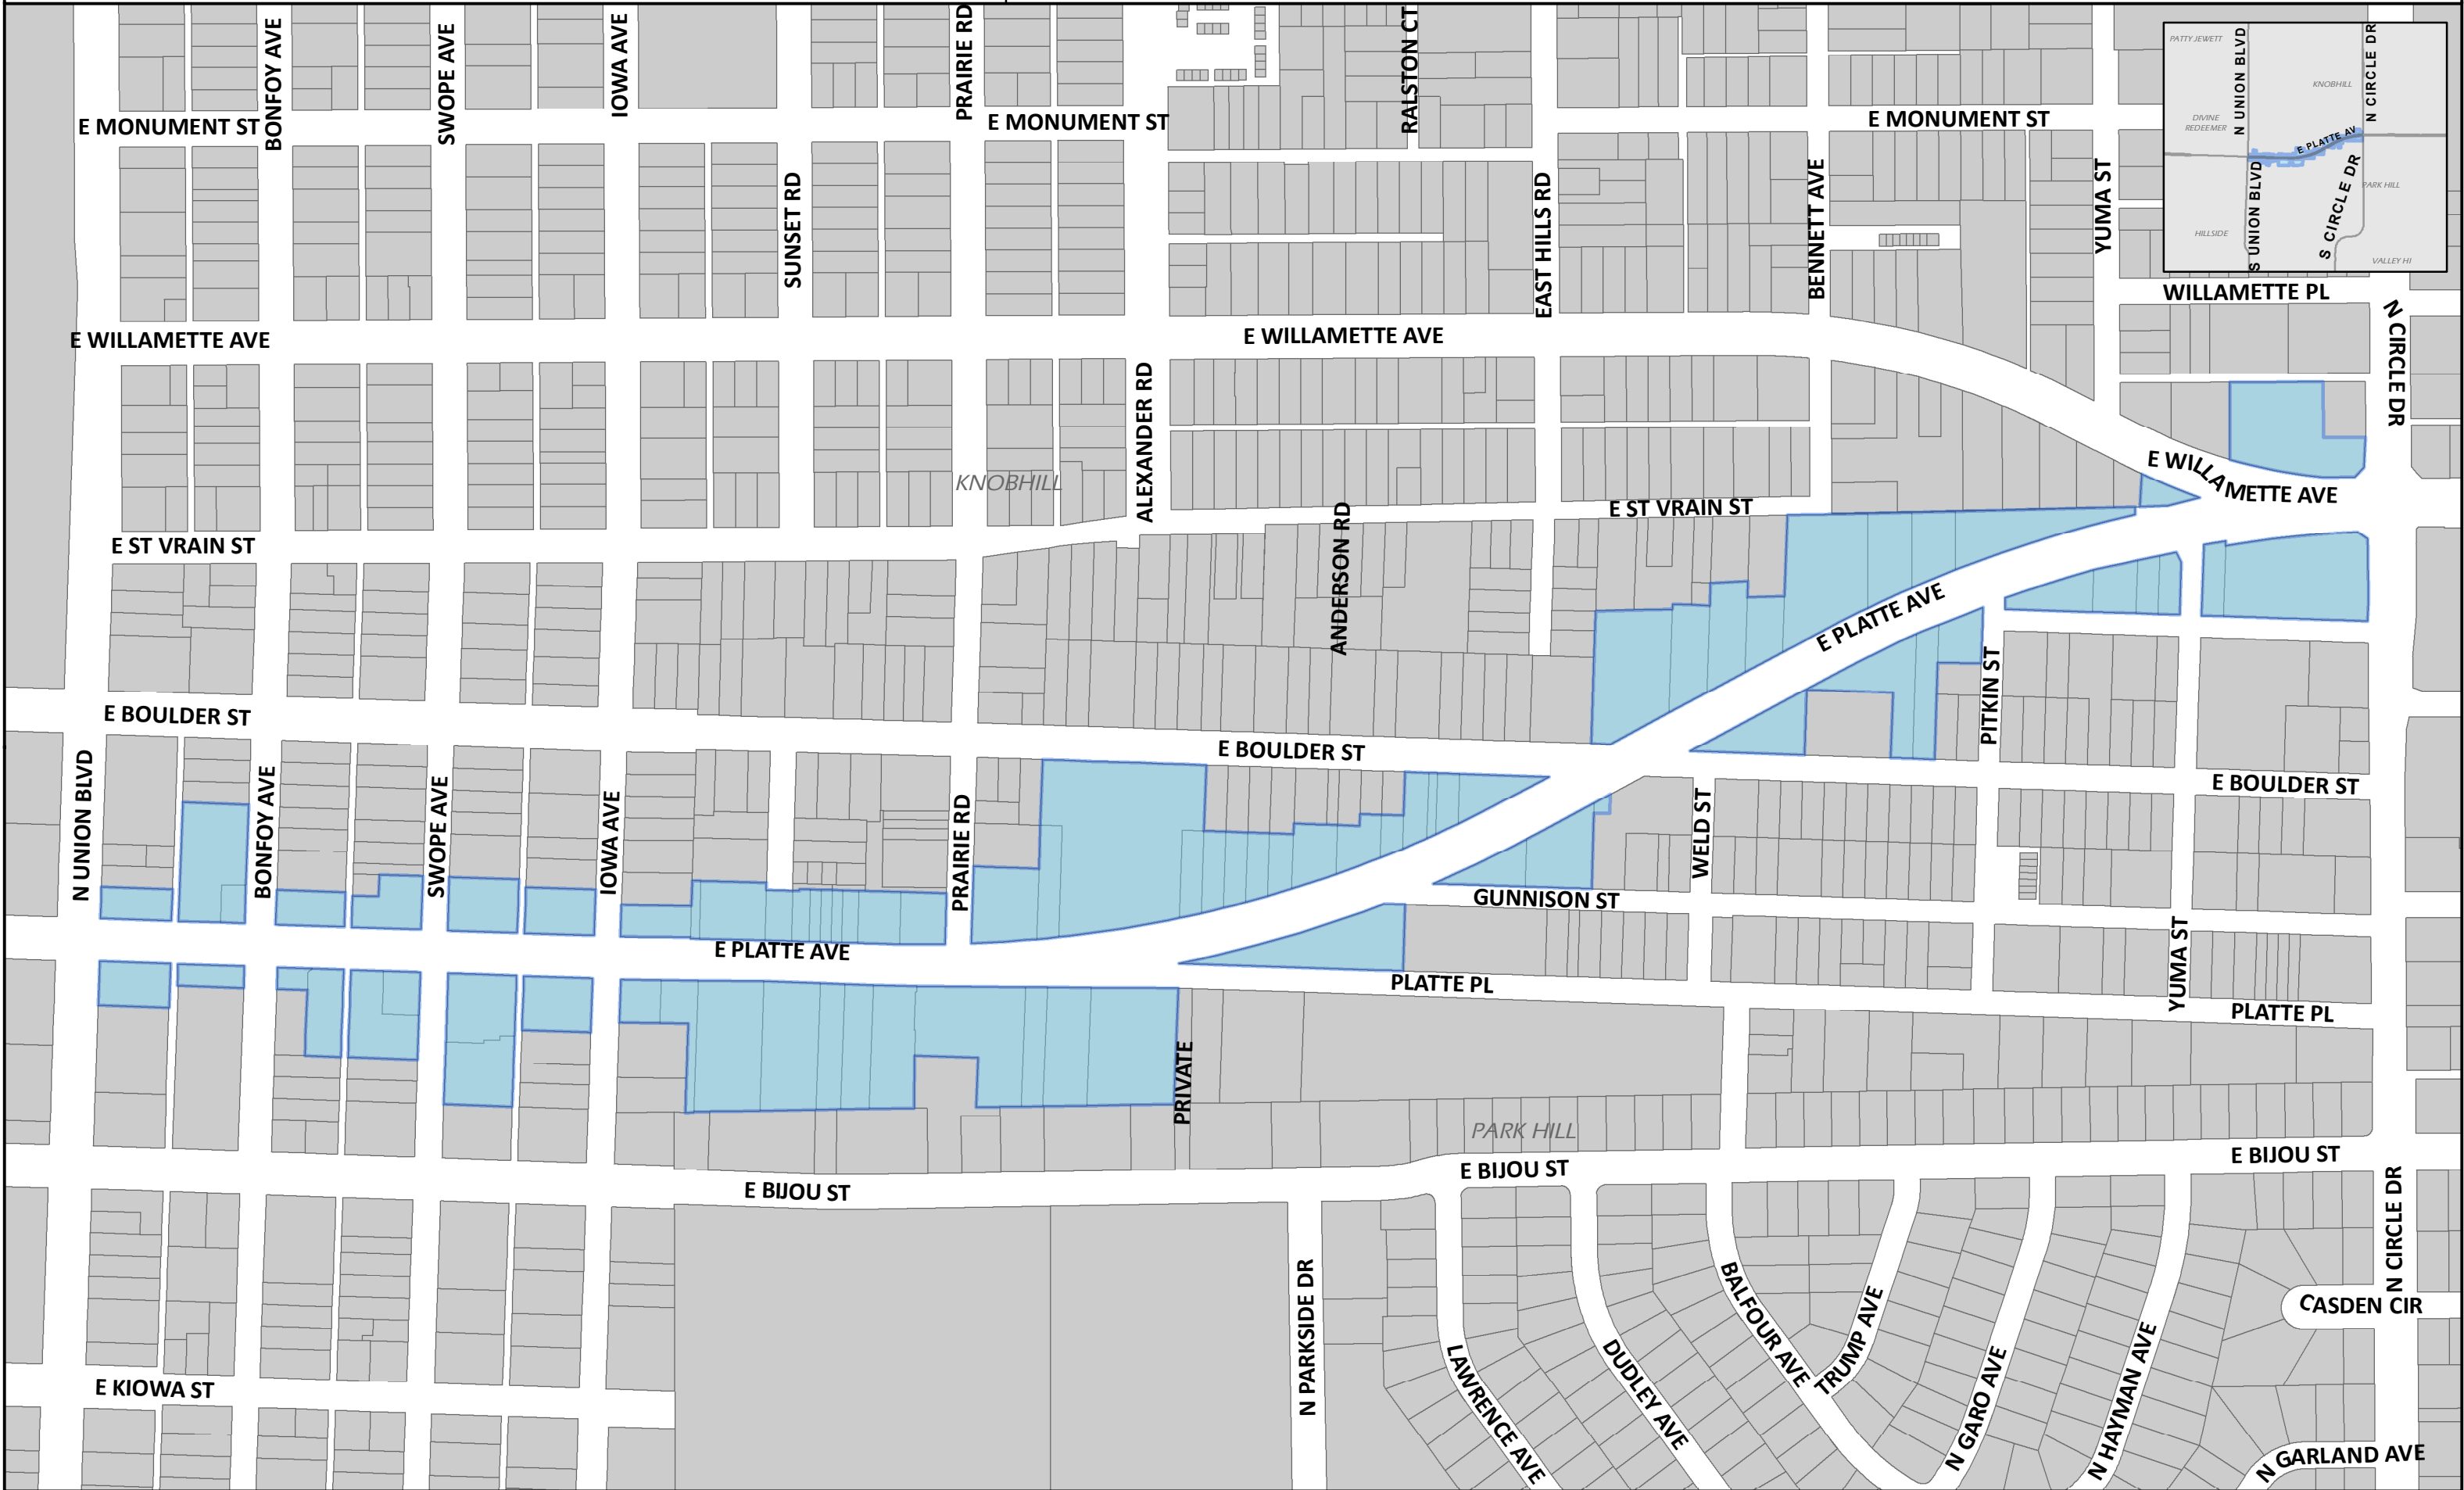 BONFOY AVE
SWOPE AVE
IOWA AVE
PRAIRIE RD
RALSTON CT
E MONUMENT ST
E MONUMENT ST
E MONUMENT ST
PATTY JEWETT
N UNION BLVD
N CIRCLE DR
KNOBHILL
DIVINE
REDEEMER
E PLATTE AV
S UNION BLVD
S CIRCLE DR
PARK HILL
HILLSIDE
VALLEY HI
SUNSET RD
EAST HILLS RD
BENNETT AVE
YUMA ST
WILLAMETTE PL
N CIRCLE DR
E WILLAMETTE AVE
E WILLAMETTE AVE
ALEXANDER RD
KNOBHILL
E WILLAMETTE AVE
E ST VRAIN ST
E ST VRAIN ST
ANDERSON RD
E PLATTE AVE
PITKIN ST
E BOULDER ST
E BOULDER ST
E BOULDER ST
N UNION BLVD
BONFOY AVE
SWOPE AVE
IOWA AVE
PRAIRIE RD
WELD ST
GUNNISON ST
E PLATTE AVE
YUMA ST
PLATTE PL
PLATTE PL
PRIVATE
PARK HILL
E BIJOU ST
E BIJOU ST
E BIJOU ST
N CIRCLE DR
N PARKSIDE DR
LAWRENCE AVE
DUDLEY AVE
BALFOUR AVE
TRUMP AVE
N GARO AVE
N HAYMAN AVE
CASDEN CIR
E KIOWA ST
N GARLAND AVE